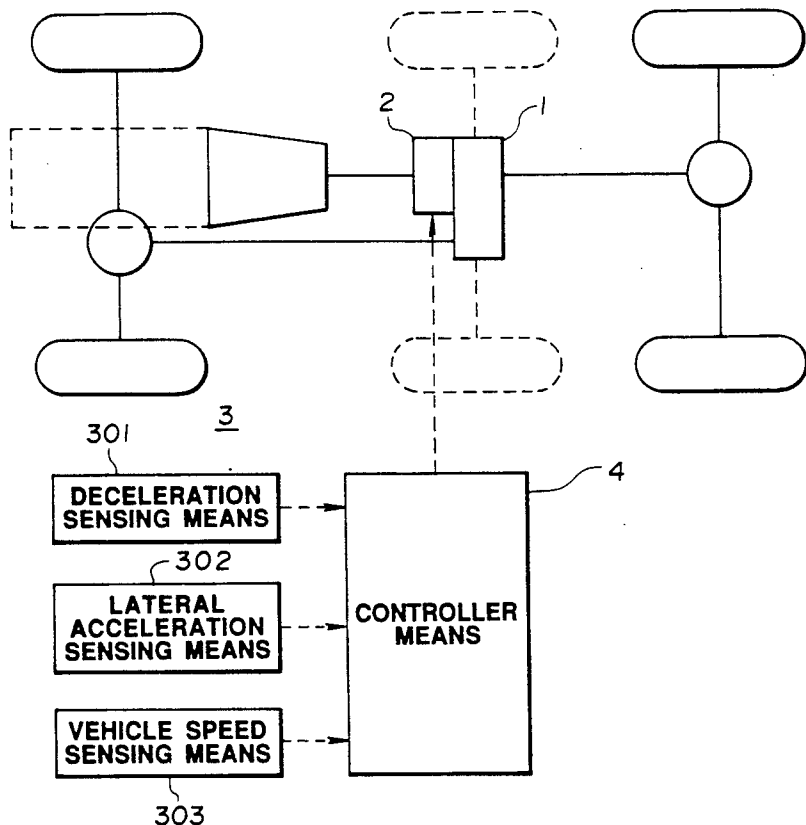 2
1
3
301
DECELERATION
SENSING MEANS
4
302
LATERAL
ACCELERATION
SENSING MEANS
CONTROLLER
MEANS
VEHICLE SPEED
SENSING MEANS
303